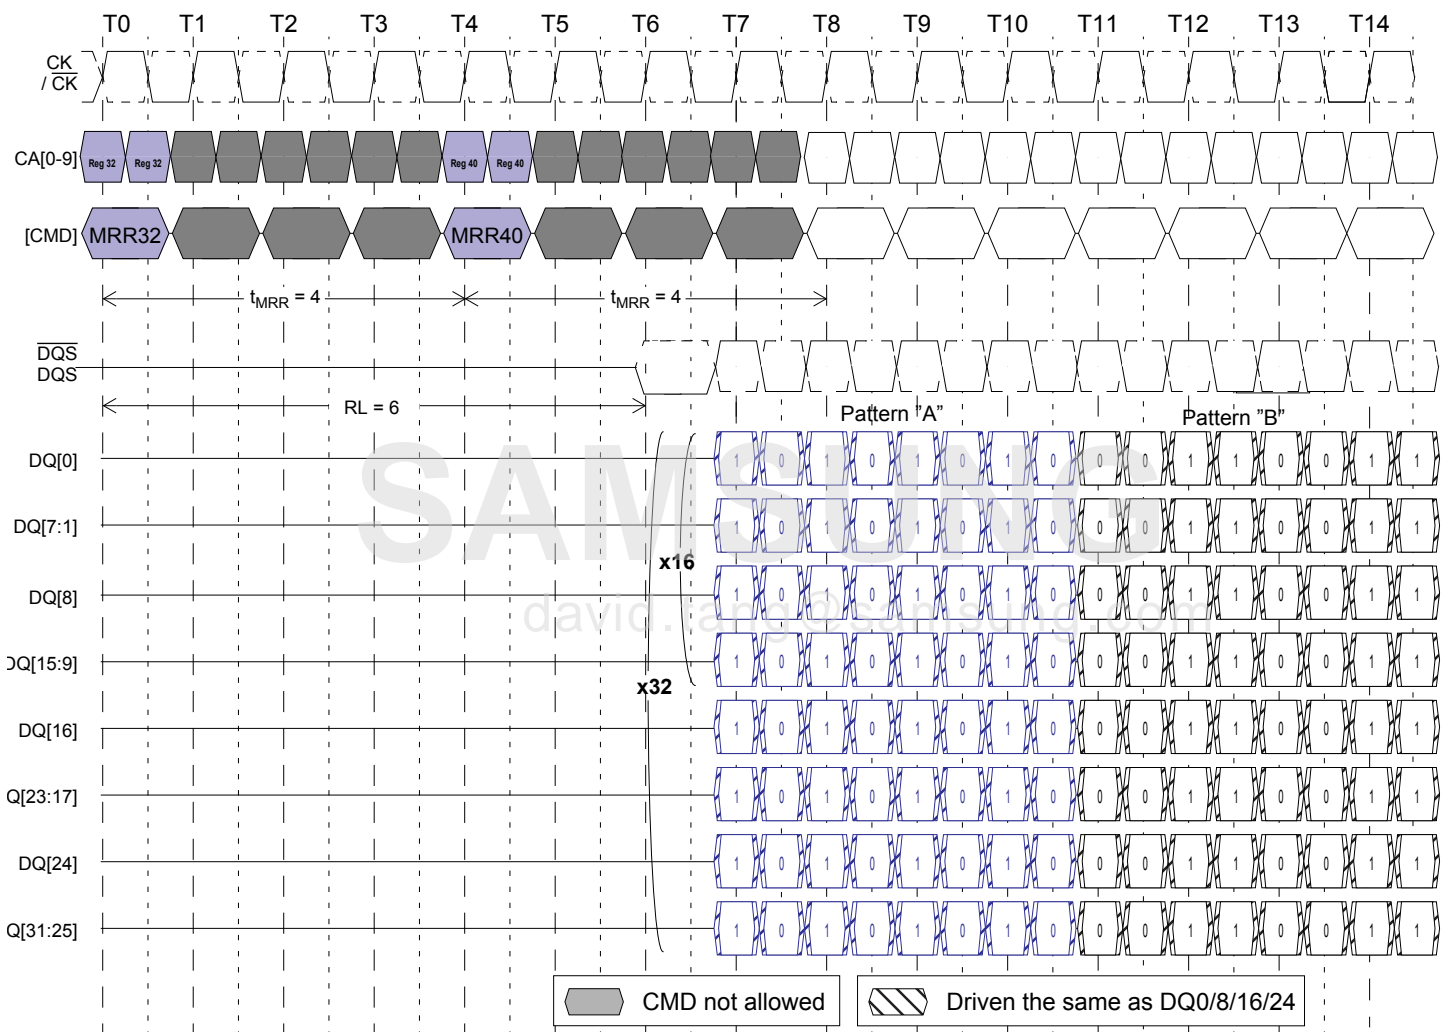 T0 T1 T2 T3 T4 T5 T6 T7 T8 T9 T10 T11 T12 T13 T14
CK
/ CK
CA[0-9] Reg 32 Reg 32 Reg 40 Reg 40
[CMD] MRR32 MRR40
tMRR = 4 tMRR = 4
DQS
DQS
RL = 6
Pattern "A" Pattern "B"
DQ[0] 1 0 1 0 1 0 1 0 0 0 1 1 0 0 1 1
SAMSUNG
DQ[7:1] 1 0 1 0 1 0 1 0 0 0 1 1 0 0 1 1
x16
DQ[8] 1 0 1 0 1 0 1 0 0 0 1 1 0 0 1 1
david.tang@samsung.com
DQ[15:9] 1 0 1 0 1 0 1 0 0 0 1 1 0 0 1 1
x32
DQ[16] 1 0 1 0 1 0 1 0 0 0 1 1 0 0 1 1
Q[23:17] 1 0 1 0 1 0 1 0 0 0 1 1 0 0 1 1
DQ[24] 1 0 1 0 1 0 1 0 0 0 1 1 0 0 1 1
Q[31:25] 1 0 1 0 1 0 1 0 0 0 1 1 0 0 1 1
CMD not allowed
Driven the same as DQ0/8/16/24